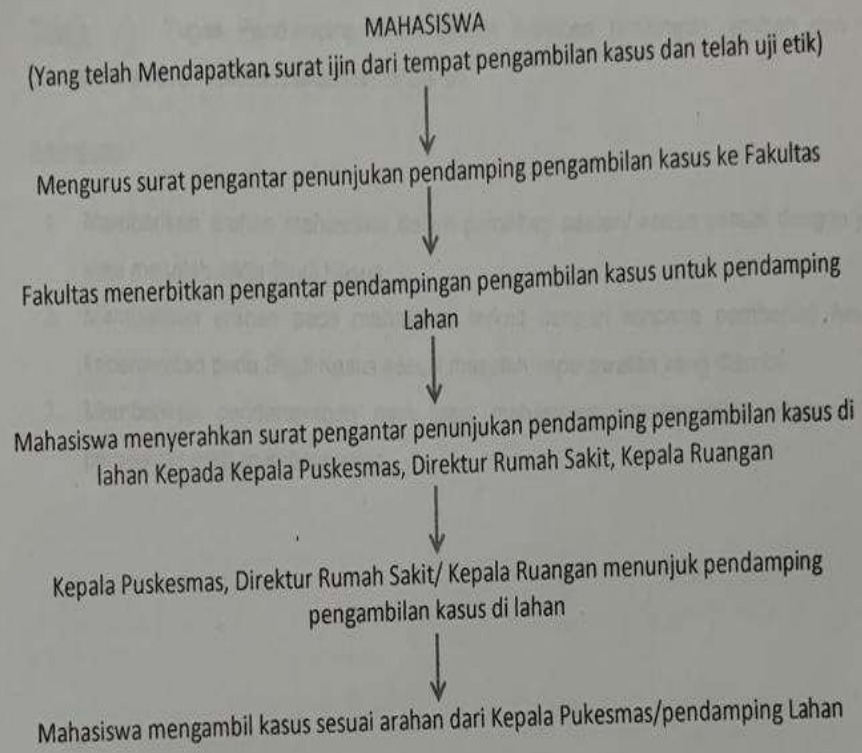 MAHASISWA
(Yang telah Mendapatkan surat ijin dari tempat pengambilan kasus dan telah uji etik)
Mengurus surat pengantar penunjukan pendamping pengambilan kasus ke Fakultas
Fakultas menerbitkan pengantar pendampingan pengambilan kasus untuk pendamping
Lahan
Mahasiswa menyerahkan surat pengantar penunjukan pendamping pengambilan kasus di
lahan Kepada Kepala Puskesmas, Direktur Rumah Sakit, Kepala Ruangan
Kepala Puskesmas, Direktur Rumah Sakit/ Kepala Ruangan menunjuk pendamping
pengambilan kasus di lahan
Mahasiswa mengambil kasus sesuai arahan dari Kepala Pukesmas/pendamping Lahan